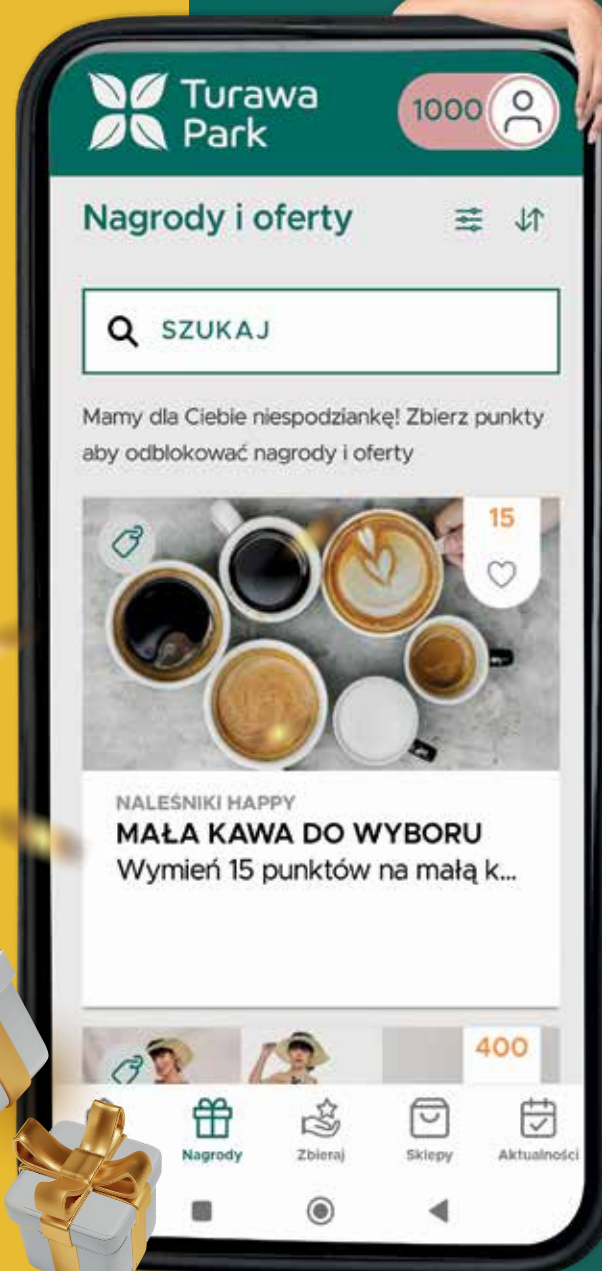 Turawa
Park
1000
Nagrody i oferty
SZUKAJ
Mamy dla Ciebie niespodziankę! Zbierz punkty
aby odblokować nagrody i oferty
15
NALEŚNIKI HAPPY
MAŁA KAWA DO WYBORU
Wymień 15 punktów na małą k...
400
Nagrody
Zbieraj
Sklepy
Aktualności